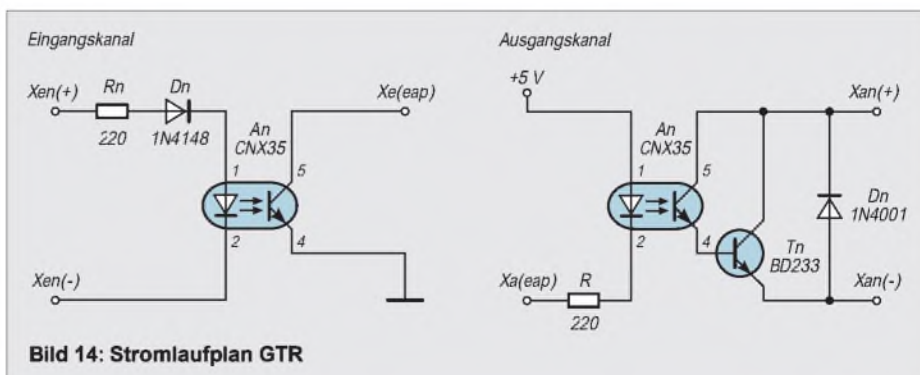 Eingangskanal
Xen(+)
Rn
220
Dn
1N4148
An
CNX35
1
2
5
4
Xe(eap)
Xen(-)
Ausgangskanal
+5 V
An
CNX35
1
2
5
4
Xa(eap)
R
220
Tn
BD233
Dn
1N4001
Xan(+)
Xan(-)
Bild 14: Stromlaufplan GTR